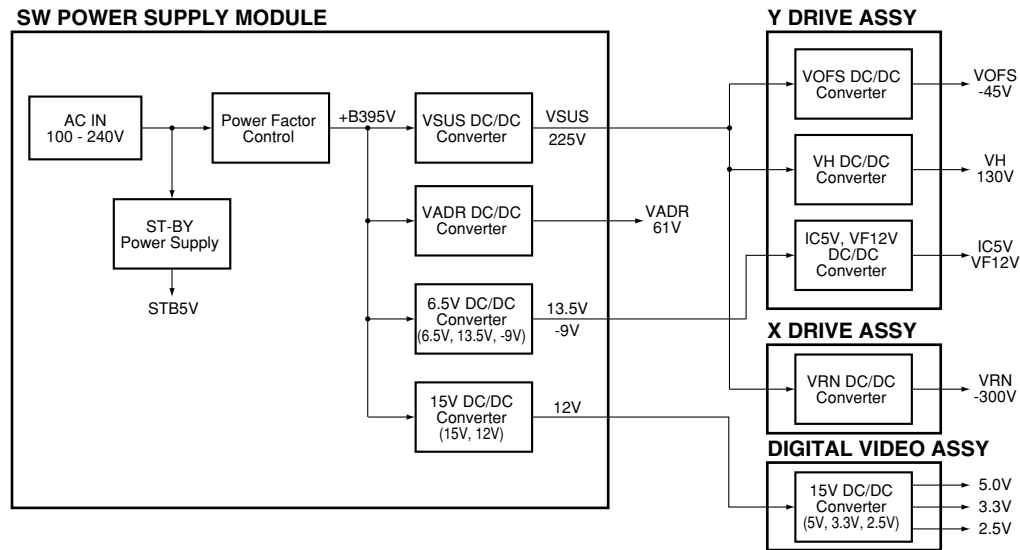 SW POWER SUPPLY MODULE
AC IN
100 - 240V
ST-BY
Power Supply
STB5V
Power Factor
Control
+B395V
VSUS DC/DC
Converter
VSUS
225V
VADR DC/DC
Converter
VADR
61V
6.5V DC/DC
Converter
(6.5V, 13.5V, -9V)
13.5V
-9V
15V DC/DC
Converter
(15V, 12V)
12V
Y DRIVE ASSY
VOFS DC/DC
Converter
VOFS
-45V
VH DC/DC
Converter
VH
130V
IC5V, VF12V
DC/DC
Converter
IC5V
VF12V
X DRIVE ASSY
VRN DC/DC
Converter
VRN
-300V
DIGITAL VIDEO ASSY
15V DC/DC
Converter
(5V, 3.3V, 2.5V)
5.0V
3.3V
2.5V